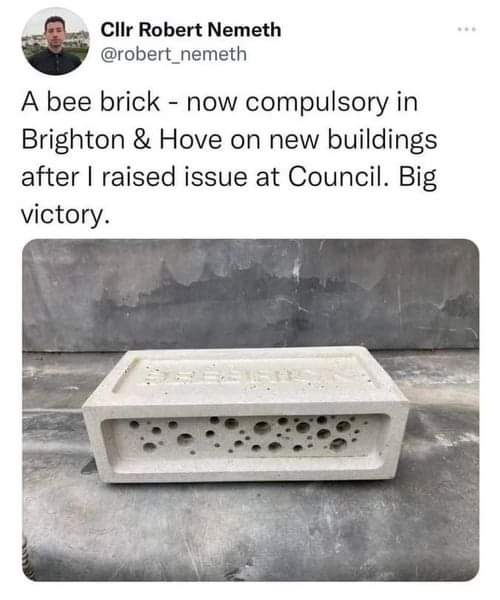 Cllr Robert Nemeth
@robert_nemeth
A bee brick - now compulsory in
Brighton & Hove on new buildings
after I raised issue at Council. Big
victory.